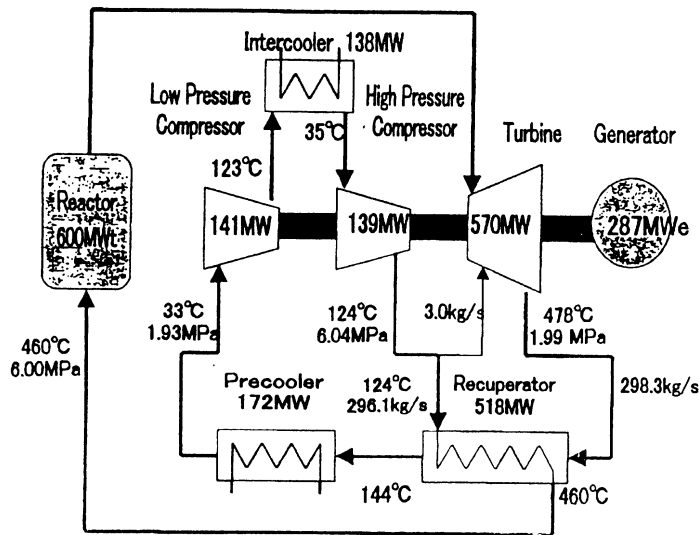 Intercooler 138MW
Low Pressure
Compressor
High Pressure
Compressor
35℃
Turbine
Generator
123℃
Reactor
600MWt
141MW
139MW
570MW
287MWe
33℃
1.93MPa
124℃
6.04MPa
3.0kg/s
478℃
1.99 MPa
460℃
6.00MPa
Precooler
172MW
124℃
296.1kg/s
Recuperator
518MW
298.3kg/s
144℃
460℃